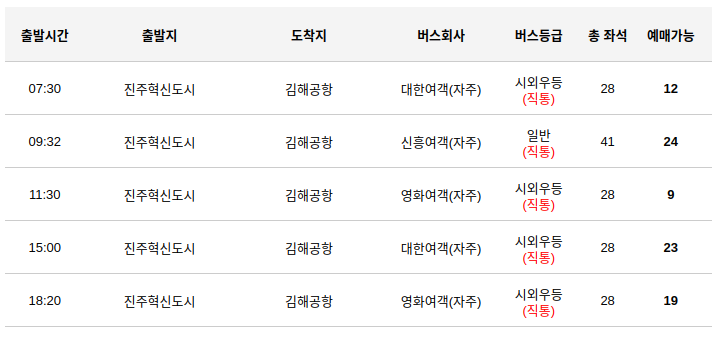 출발시간 출발지 도착지 버스회사 버스등급 총 좌석 예매가능
07:30 진주혁신도시 김해공항 대한여객(자주) 시외우등 28 12
(직통)
09:32 진주혁신도시 김해공항 신흥여객(자주) 일반 41 24
(직통)
11:30 진주혁신도시 김해공항 영화여객(자주) 시외우등 28 9
(직통)
15:00 진주혁신도시 김해공항 대한여객(자주) 시외우등 28 23
(직통)
18:20 진주혁신도시 김해공항 영화여객(자주) 시외우등 28 19
(직통)